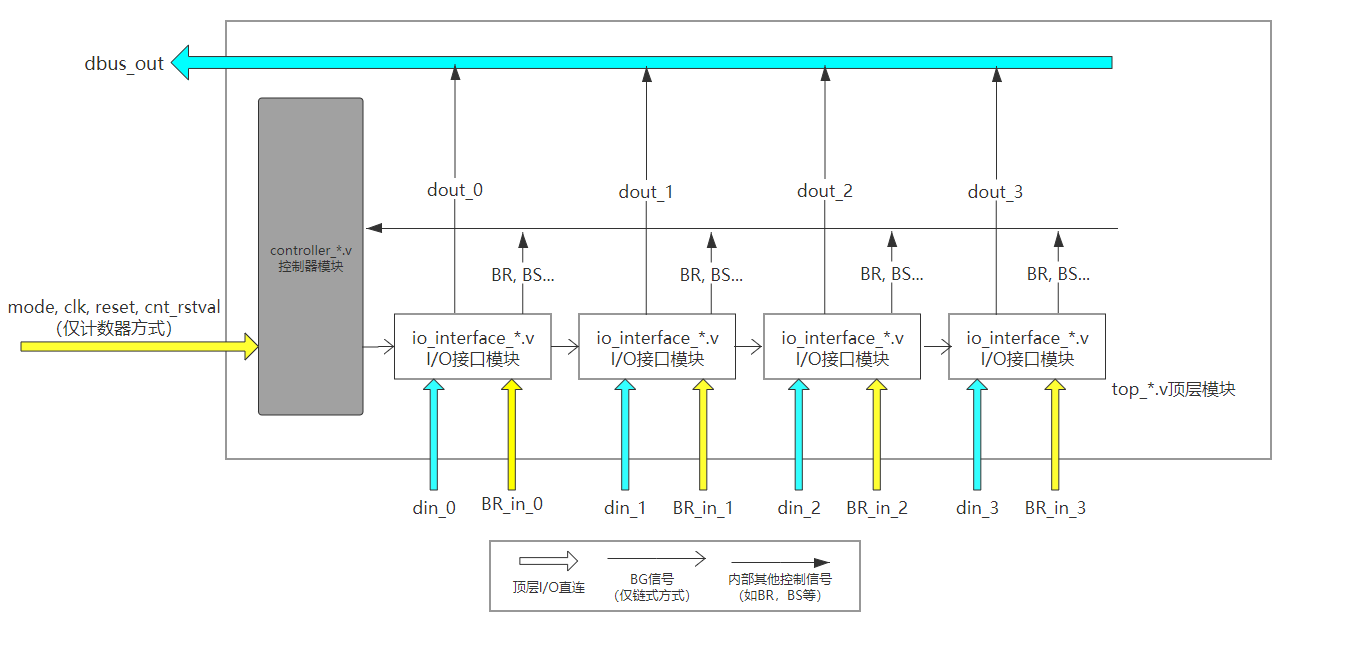 dbus_out
dout_0
dout_1
dout_2
dout_3
controller_*.v
控制器模块
BR, BS...
BR, BS...
BR, BS...
BR, BS...
mode, clk, reset, cnt_rstval
（仅计数器方式）
io_interface_*.v
I/O接口模块
io_interface_*.v
I/O接口模块
io_interface_*.v
I/O接口模块
io_interface_*.v
I/O接口模块
top_*.v顶层模块
din_0
BR_in_0
din_1
BR_in_1
din_2
BR_in_2
din_3
BR_in_3
顶层I/O直连
BG信号
（仅链式方式）
内部其他控制信号
（如BR，BS等）